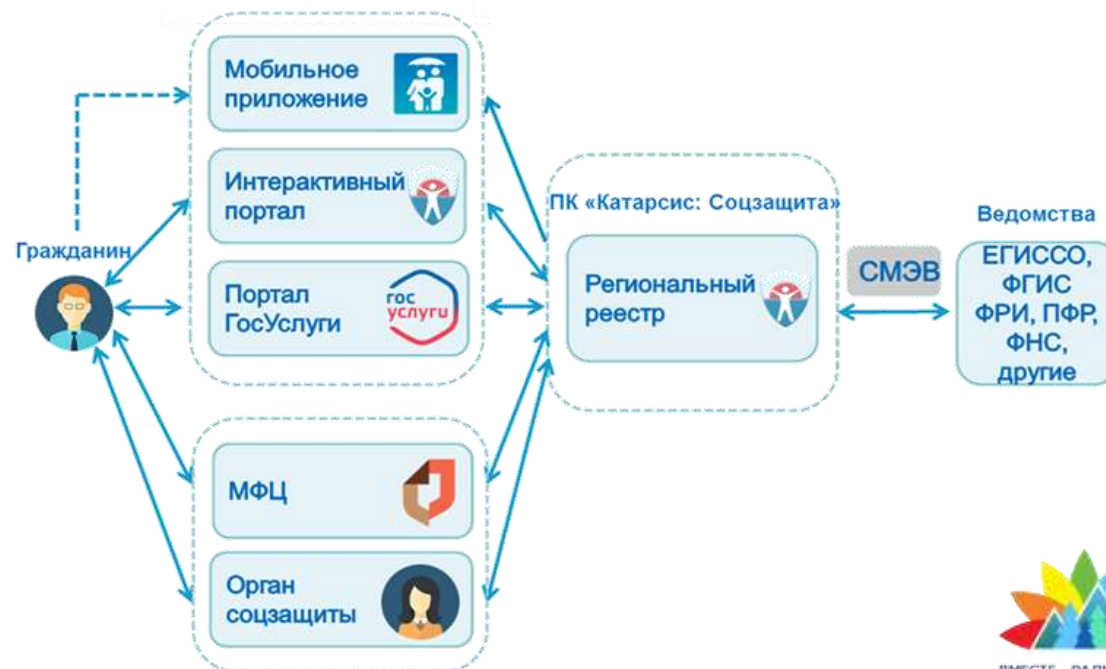 Мобильное
приложение
Интерактивный
портал
Портал
ГосУслуги
гос
услуги
Гражданин
МФЦ
Орган
соцзащиты
ПК «Катарсис: Соцзащита»
Региональный
реестр
СМЭВ
Ведомства
ЕГИССО,
ФГИС
ФРИ, ПФР,
ФНС,
другие